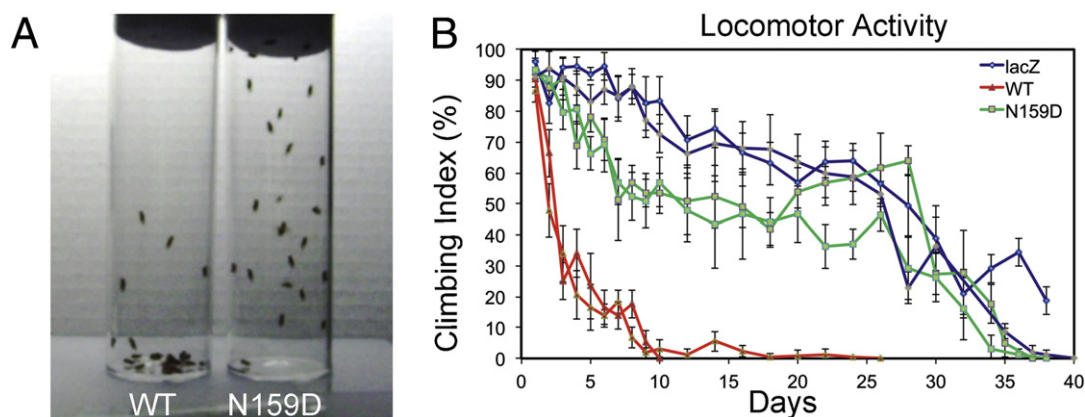 A
WT N159D
B
Locomotor Activity
Climbing Index (%)
100
90
80
70
60
50
40
30
20
10
0
0 5 10 15 20 25 30 35 40
Days
lacZ
WT
N159D